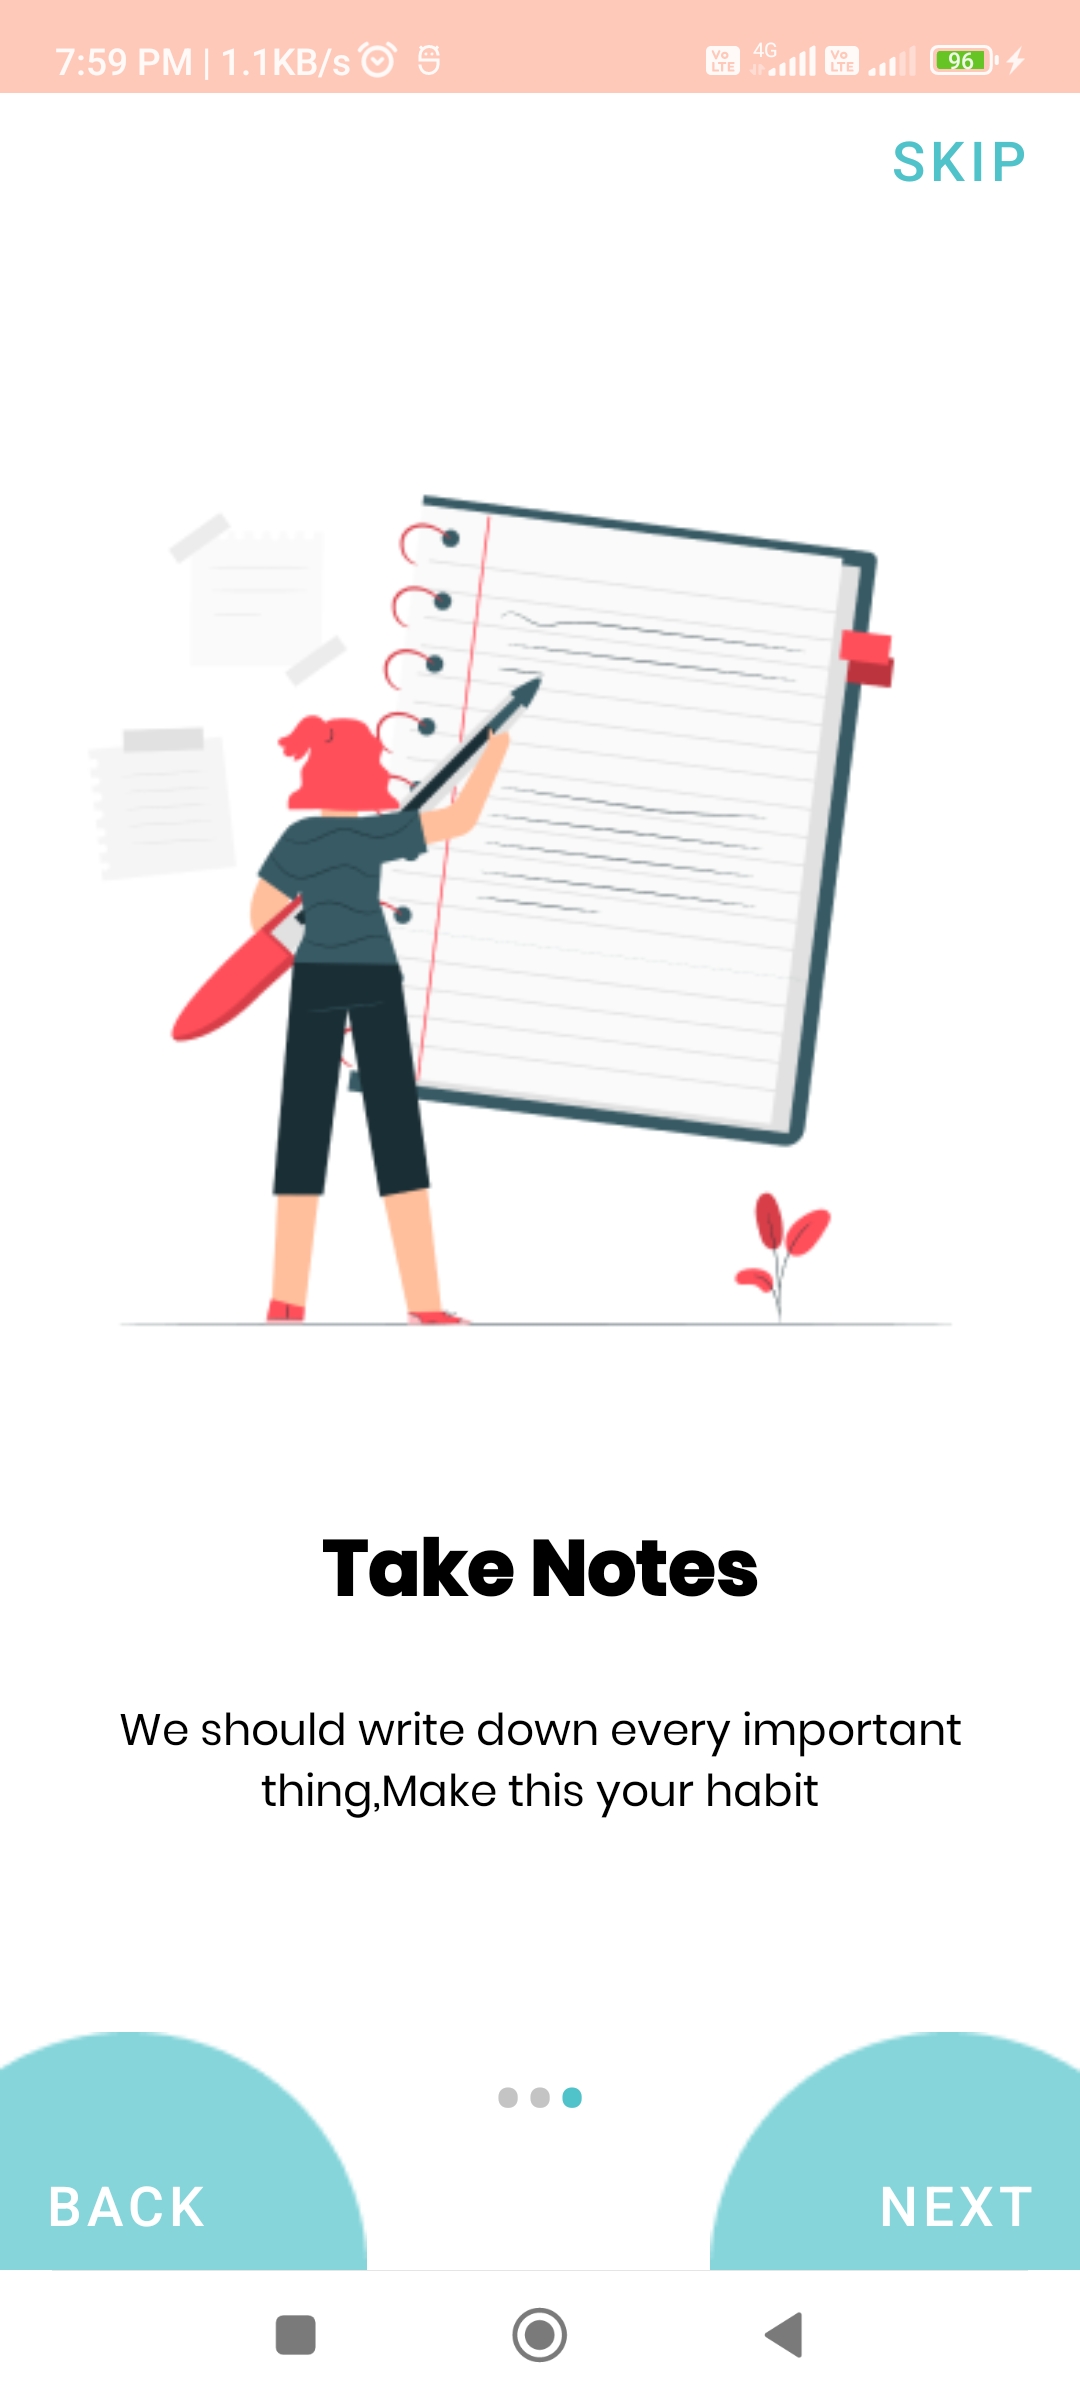 7:59 PM | 1.1KB/s Vo LTE 4G Vo LTE 96
SKIP
Take Notes
We should write down every important
thing,Make this your habit
BACK NEXT